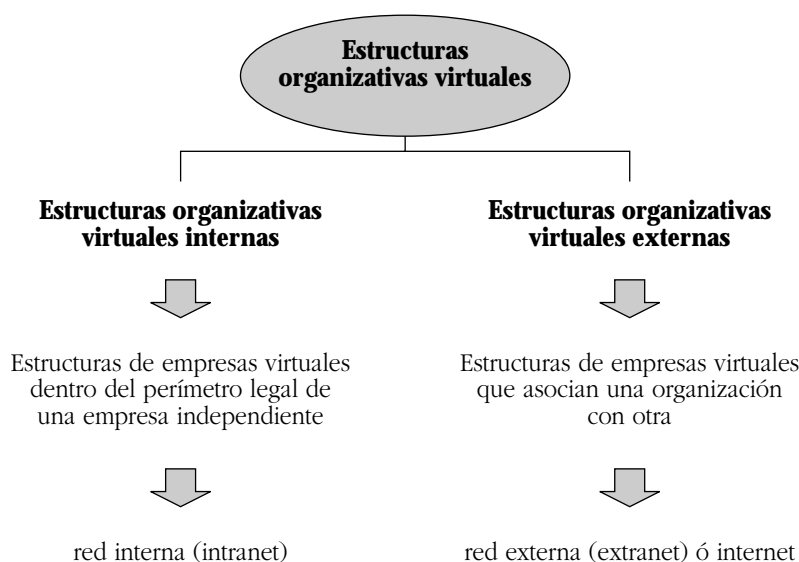 Estructuras
organizativas virtuales
Estructuras organizativas
virtuales internas
Estructuras organizativas
virtuales externas
Estructuras de empresas virtuales
dentro del perímetro legal de
una empresa independiente
Estructuras de empresas virtuales
que asocian una organización
con otra
red interna (intranet)
red externa (extranet) ó internet